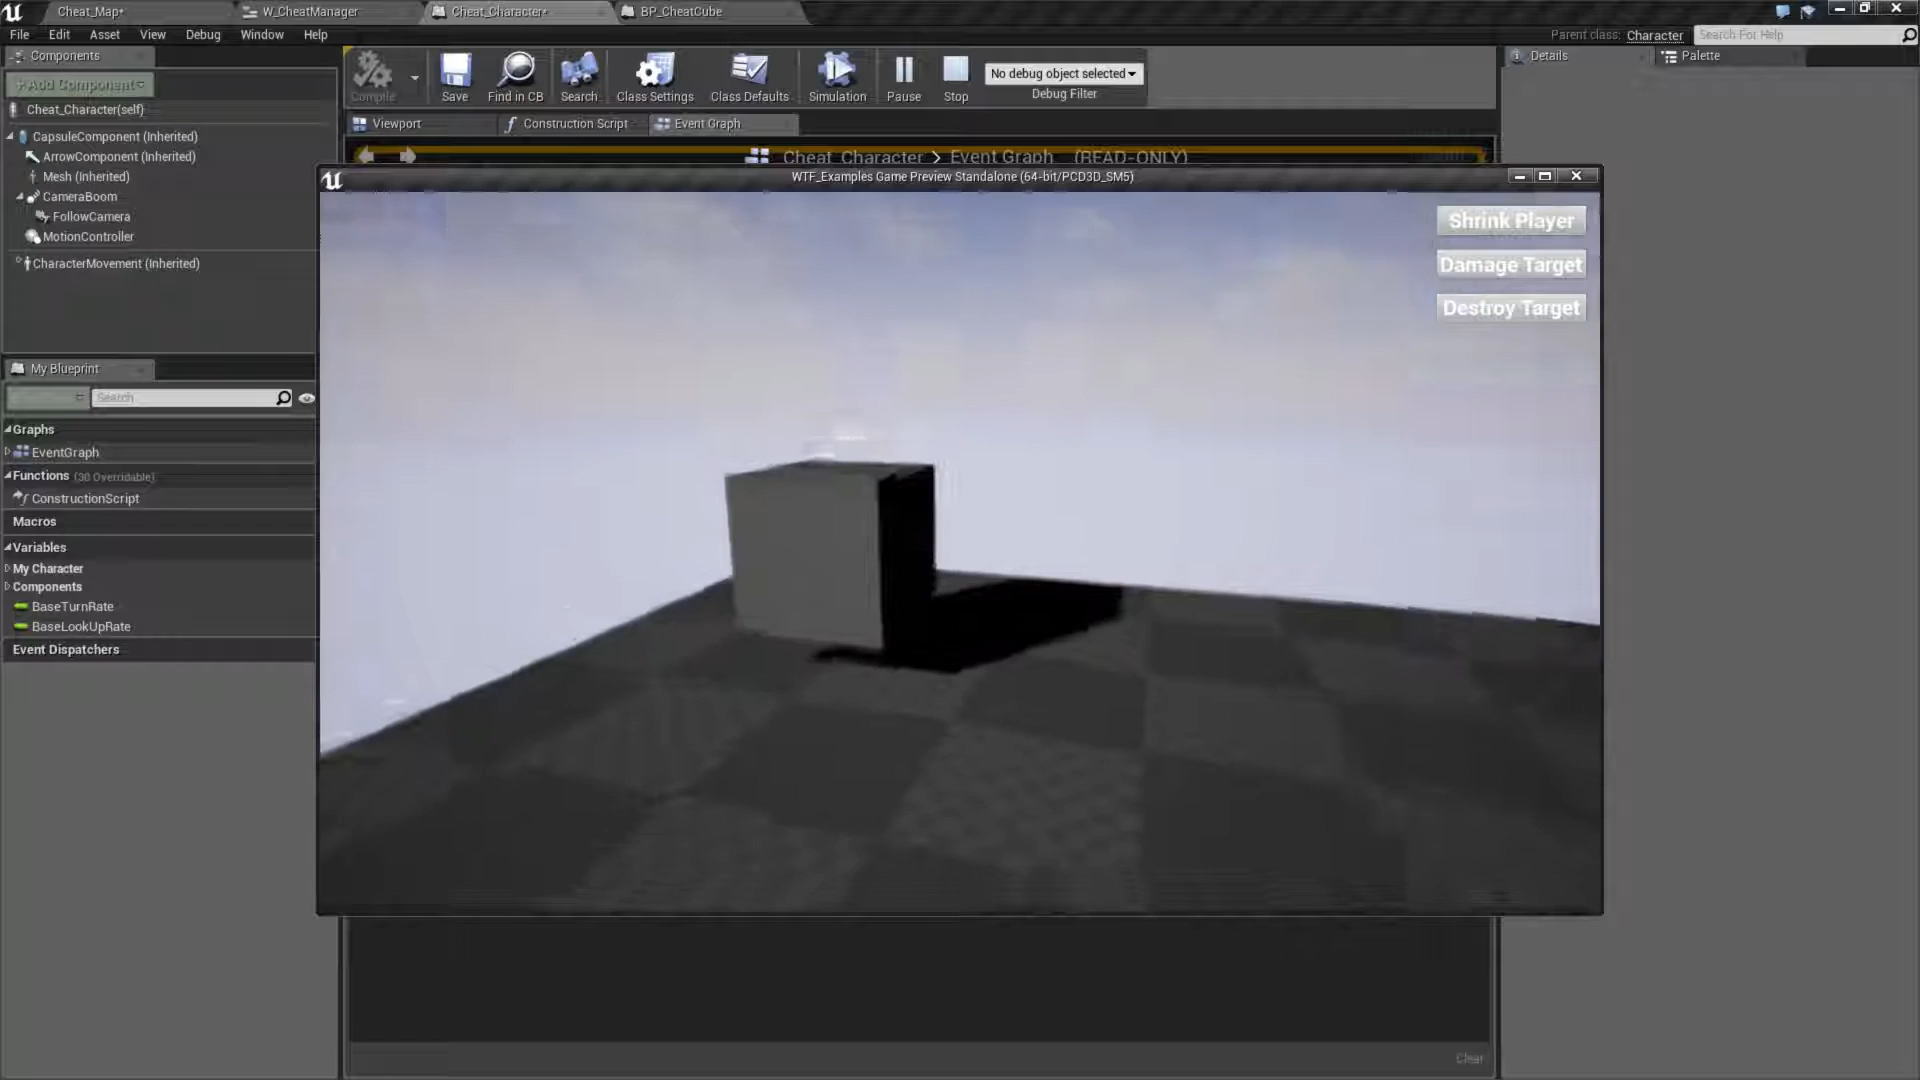 Cheat_Map*
W_CheatManager
Cheat_Character*
BP_CheatCube
File Edit Asset View Debug Window Help
Parent class: Character
Search For Help
Components
+Add Component
Cheat_Character(self)
CapsuleComponent (Inherited)
ArrowComponent (Inherited)
Mesh (Inherited)
CameraBoom
FollowCamera
MotionController
CharacterMovement (Inherited)
Compile
Save
Find in CB
Search
Class Settings
Class Defaults
Simulation
Pause
Stop
No debug object selected
Debug Filter
Details
Palette
Viewport
Construction Script
Event Graph
Cheat_Character > Event Graph (READ-ONLY)
WTF_Examples Game Preview Standalone (64-bit/PCD3D_SM5)
Shrink Player
Damage Target
Destroy Target
My Blueprint
Search
Graphs
EventGraph
Functions (30 Overridable)
ConstructionScript
Macros
Variables
My Character
Components
BaseTurnRate
BaseLookUpRate
Event Dispatchers
Clear